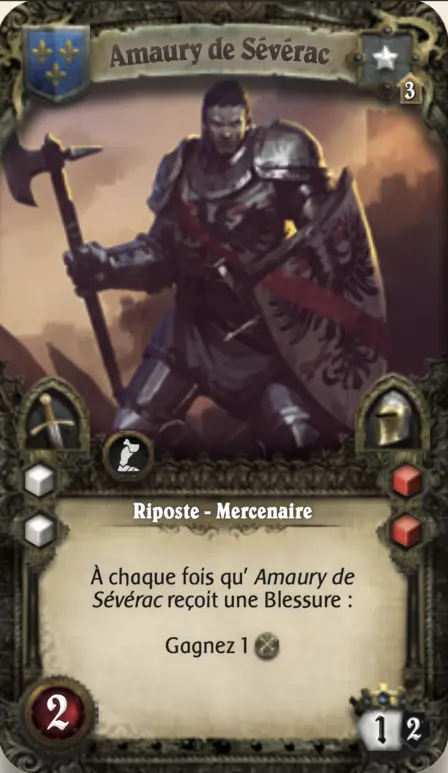 Amaury de Sévérac
3
Riposte - Mercenaire
À chaque fois qu' Amaury de
Sévérac reçoit une Blessure :
Gagnez 1
2
1 2